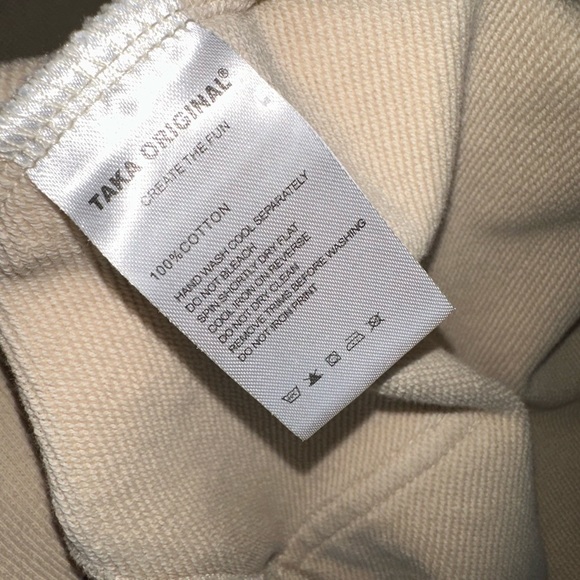 TAKA ORIGINAL®
CREATE THE FUN
100%COTTON
HAND WASH COOL SEPARATELY
DO NOT BLEACH
SPIN SHORTLY DRY FLAT
COOL IRON ON REVERSE
DO NOT DRY CLEAN
REMOVE TRIMS BEFORE WASHING
DO NOT IRON PRINT